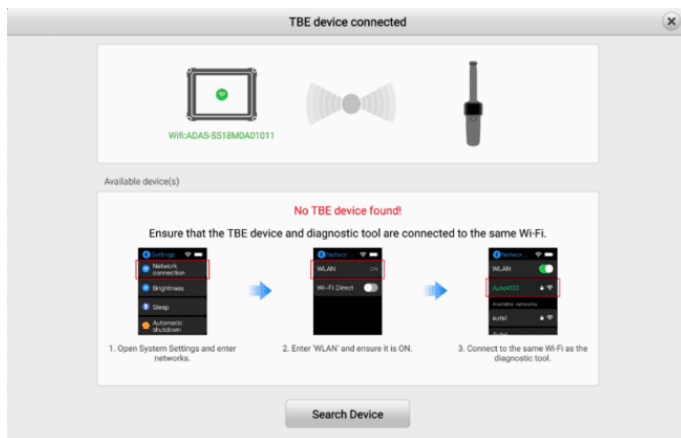 TBE device connected
Wifi:ADAS-SS18M0A01011
Available device(s)
No TBE device found!
Ensure that the TBE device and diagnostic tool are connected to the same Wi-Fi.
Settings
Network
connection
Brightness
Sleep
Automatic
shutdown
Networ...
WLAN ON
Wi-Fi Direct
Networ...
WLAN
Available networks
autel
1. Open System Settings and enter
networks.
2. Enter 'WLAN' and ensure it is ON.
3. Connect to the same Wi-Fi as the
diagnostic tool.
Search Device